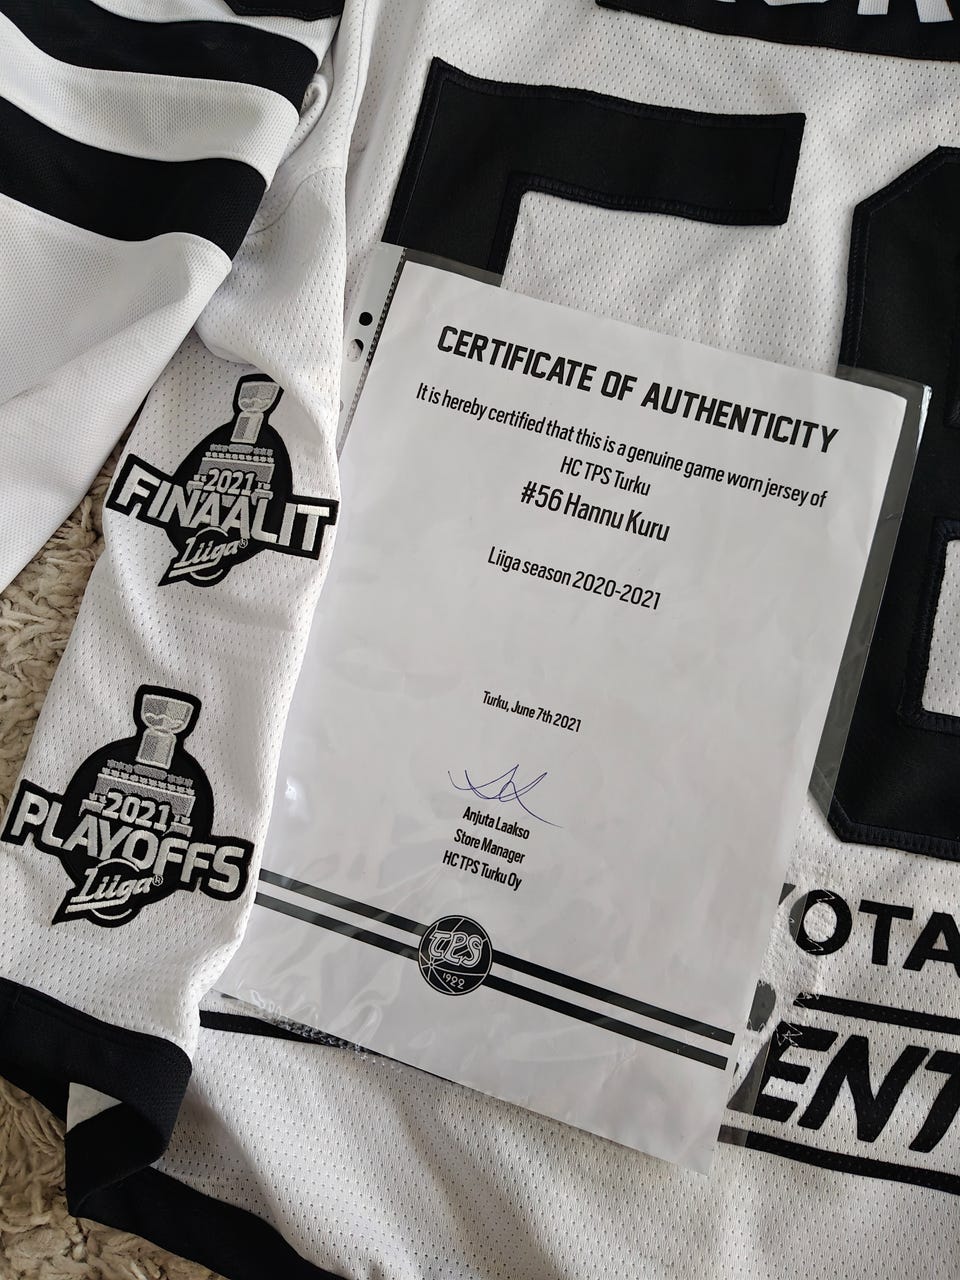 CERTIFICATE OF AUTHENTICITY
It is hereby certified that this is a genuine game worn jersey of
HC TPS Turku
#56 Hannu Kuru
Liiga season 2020-2021
Turku, June 7th 2021
Anjuta Laakso
Store Manager
HC TPS Turku Oy
TPS
1922
2021
FINAALIT
Liiga®
2021
PLAYOFFS
Liiga®
OTA
ENT